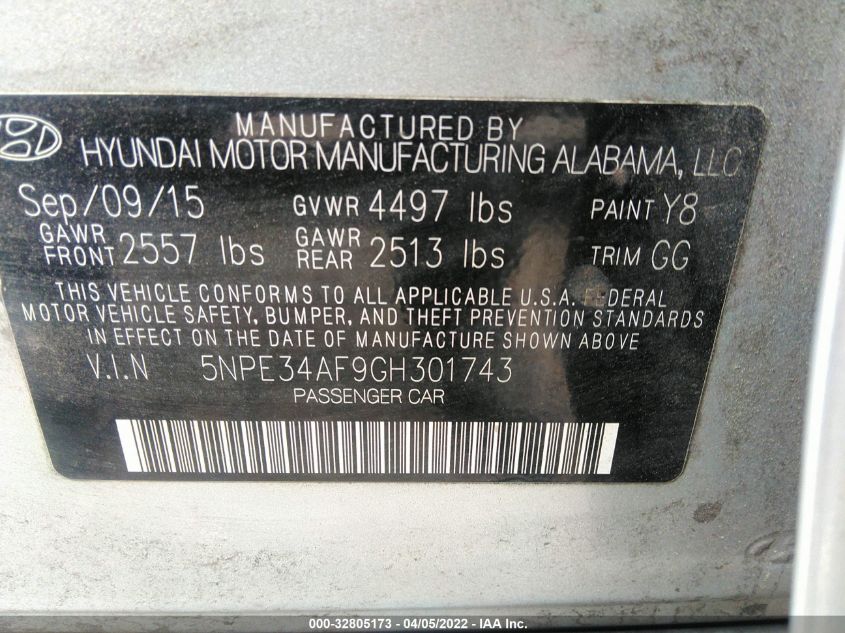 MANUFACTURED BY
HYUNDAI MOTOR MANUFACTURING ALABAMA, LLC
Sep/09/15 GVWR 4497 lbs PAINT Y8
GAWR FRONT 2557 lbs GAWR REAR 2513 lbs TRIM GG
THIS VEHICLE CONFORMS TO ALL APPLICABLE U.S.A. FEDERAL
MOTOR VEHICLE SAFETY, BUMPER, AND THEFT PREVENTION STANDARDS
IN EFFECT ON THE DATE OF MANUFACTURE SHOWN ABOVE
V.I.N 5NPE34AF9GH301743
PASSENGER CAR
000-32805173 - 04/05/2022 - IAA Inc.